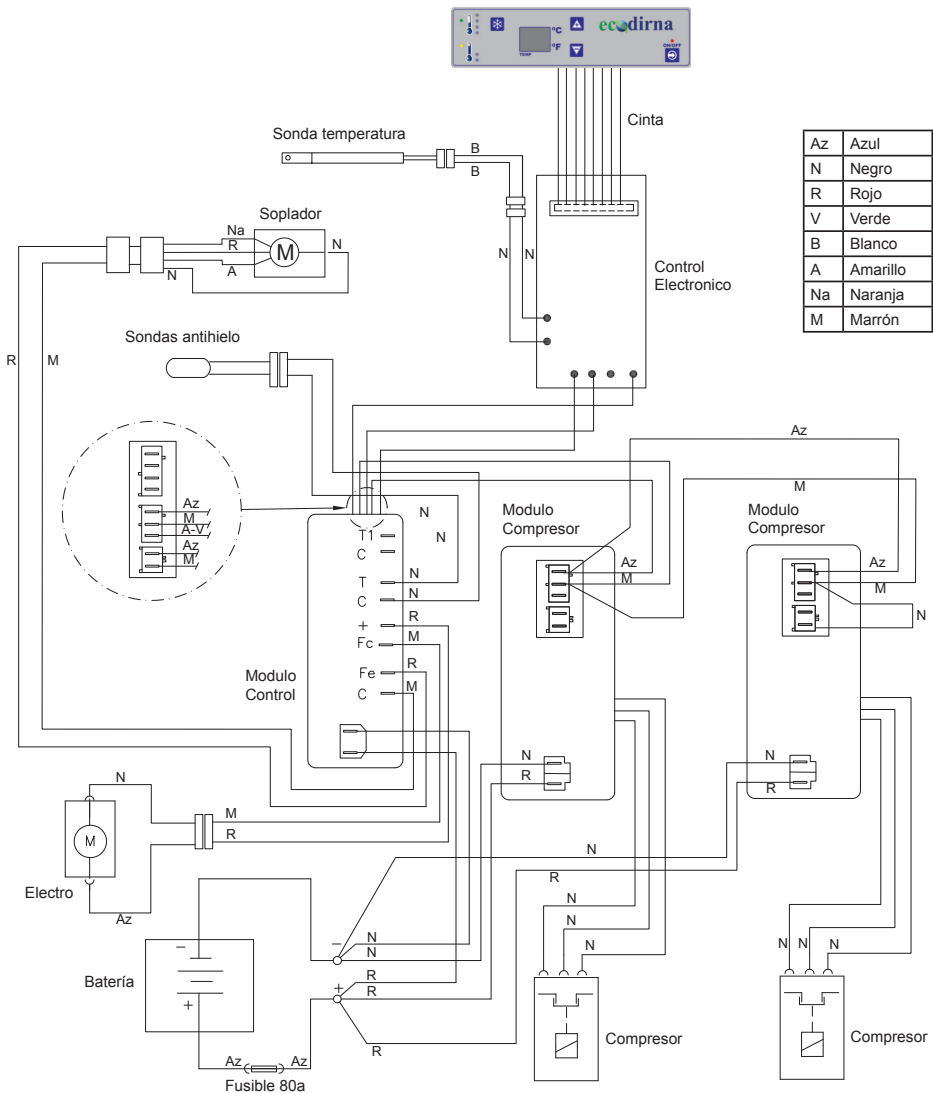 °C
ecodirna
°F
TEMP
ON/OFF
Cinta
Sonda temperatura
B
B
Az Azul
N Negro
R Rojo
V Verde
B Blanco
A Amarillo
Na Naranja
M Marrón
Soplador
Na
R
A
N
M
N
N
N
Control
Electronico
Sondas antihielo
R
M
Az
M
Az
M
A-V
Az
M
N
N
T1
C
T
C
+
Fc
Fe
C
N
N
R
M
R
M
Modulo
Control
Modulo
Compresor
Az
M
N
R
Modulo
Compresor
Az
M
N
N
R
N
M
Electro
Az
M
R
N
R
Batería
−
+
−
N
N
R
+
R
R
Az
Az
Fusible 80a
N
N
N
Compresor
N
N
N
Compresor